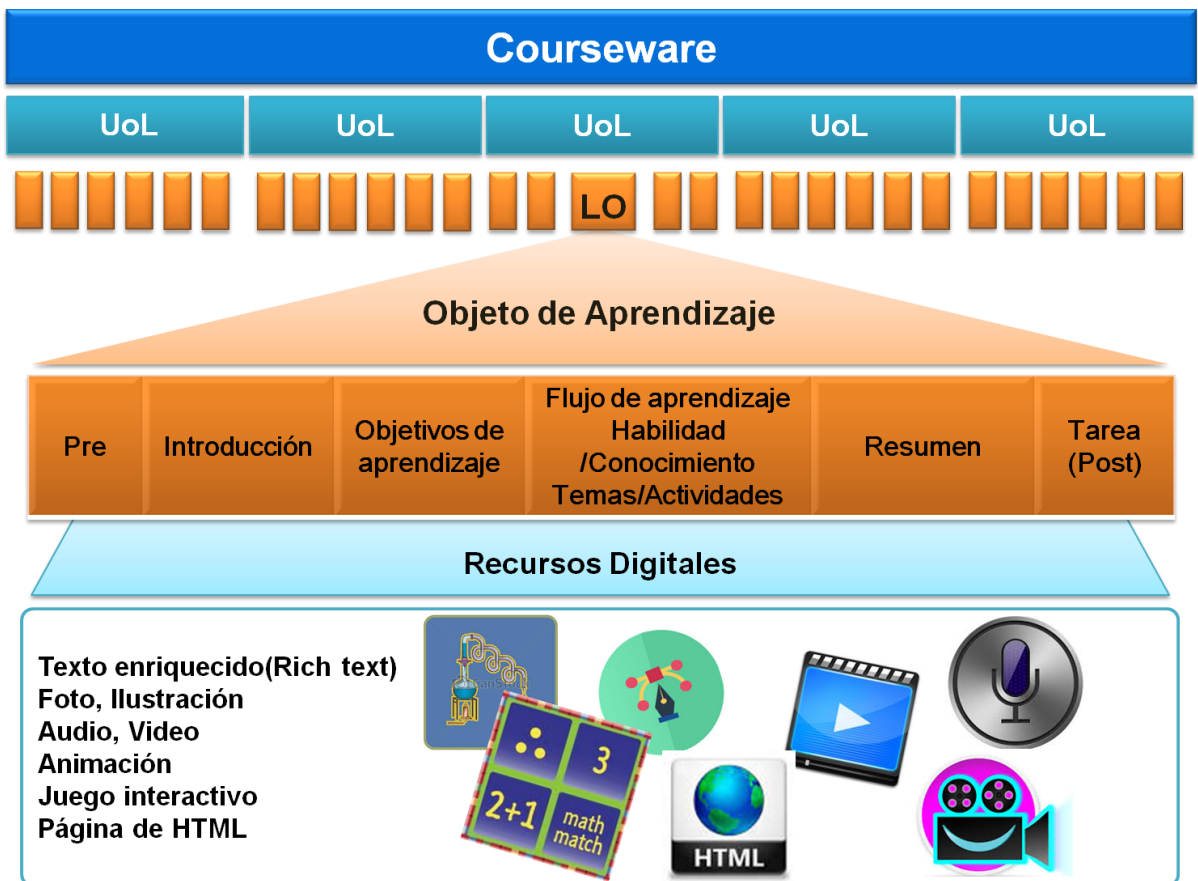 Courseware
UoL UoL UoL UoL UoL
LO
Objeto de Aprendizaje
Pre
Introducción
Objetivos de
aprendizaje
Flujo de aprendizaje
Habilidad
/Conocimiento
Temas/Actividades
Resumen
Tarea
(Post)
Recursos Digitales
Texto enriquecido(Rich text)
Foto, Ilustración
Audio, Video
Animación
Juego interactivo
Página de HTML
3
2+1
math
match
HTML